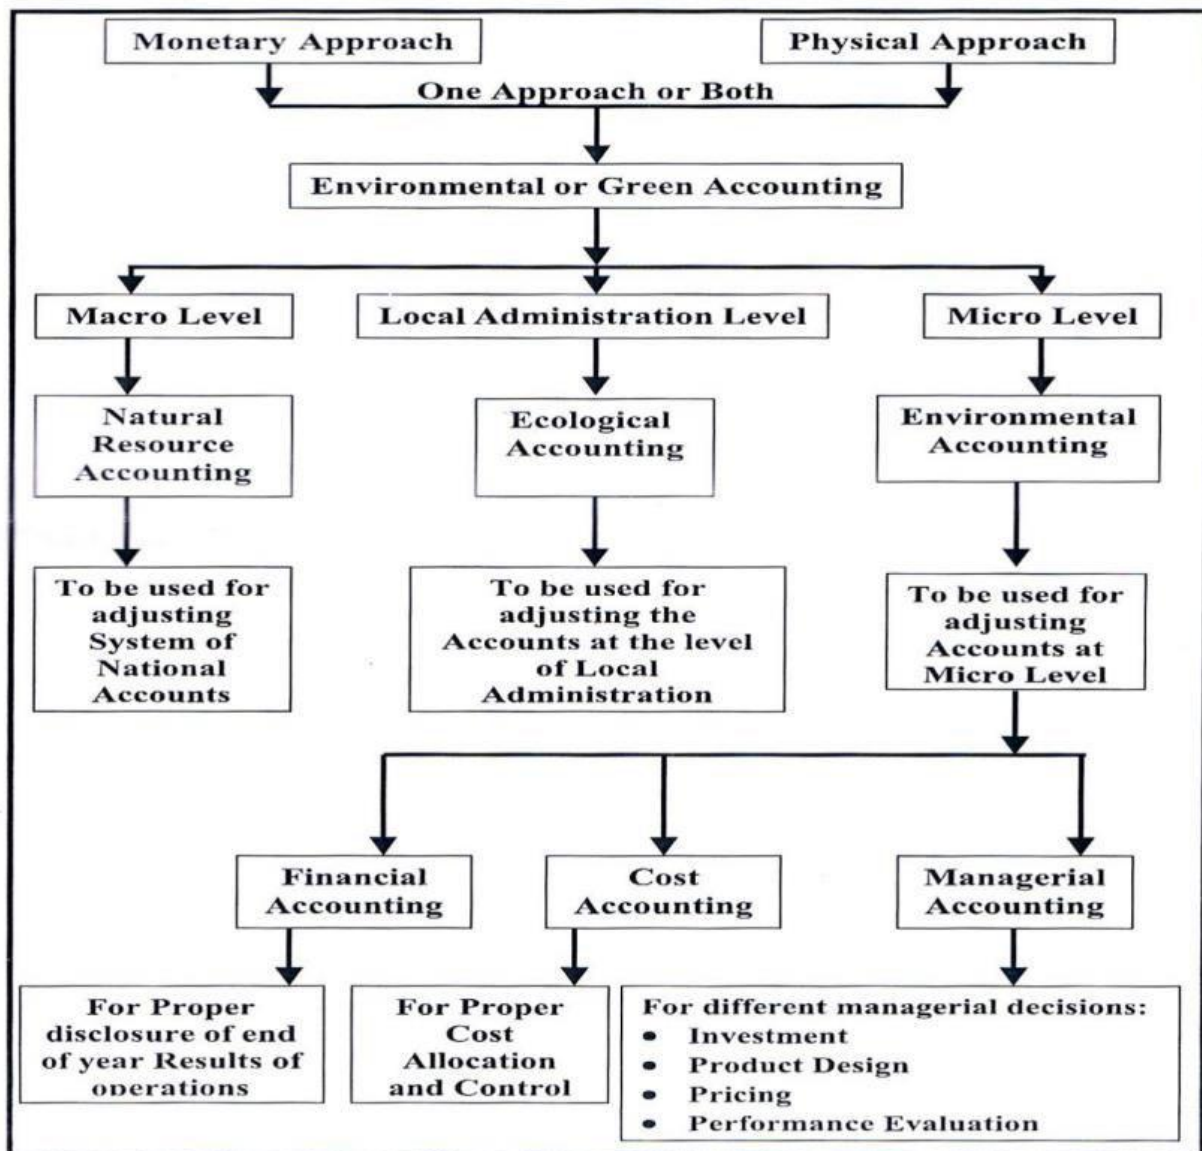 Monetary Approach
Physical Approach
One Approach or Both
Environmental or Green Accounting
Macro Level
Local Administration Level
Micro Level
Natural
Resource
Accounting
Ecological
Accounting
Environmental
Accounting
To be used for
adjusting
System of
National
Accounts
To be used for
adjusting the
Accounts at the level
of Local
Administration
To be used for
adjusting
Accounts at
Micro Level
Financial
Accounting
Cost
Accounting
Managerial
Accounting
For Proper
disclosure of end
of year Results of
operations
For Proper
Cost
Allocation
and Control
For different managerial decisions:
• Investment
• Product Design
• Pricing
• Performance Evaluation